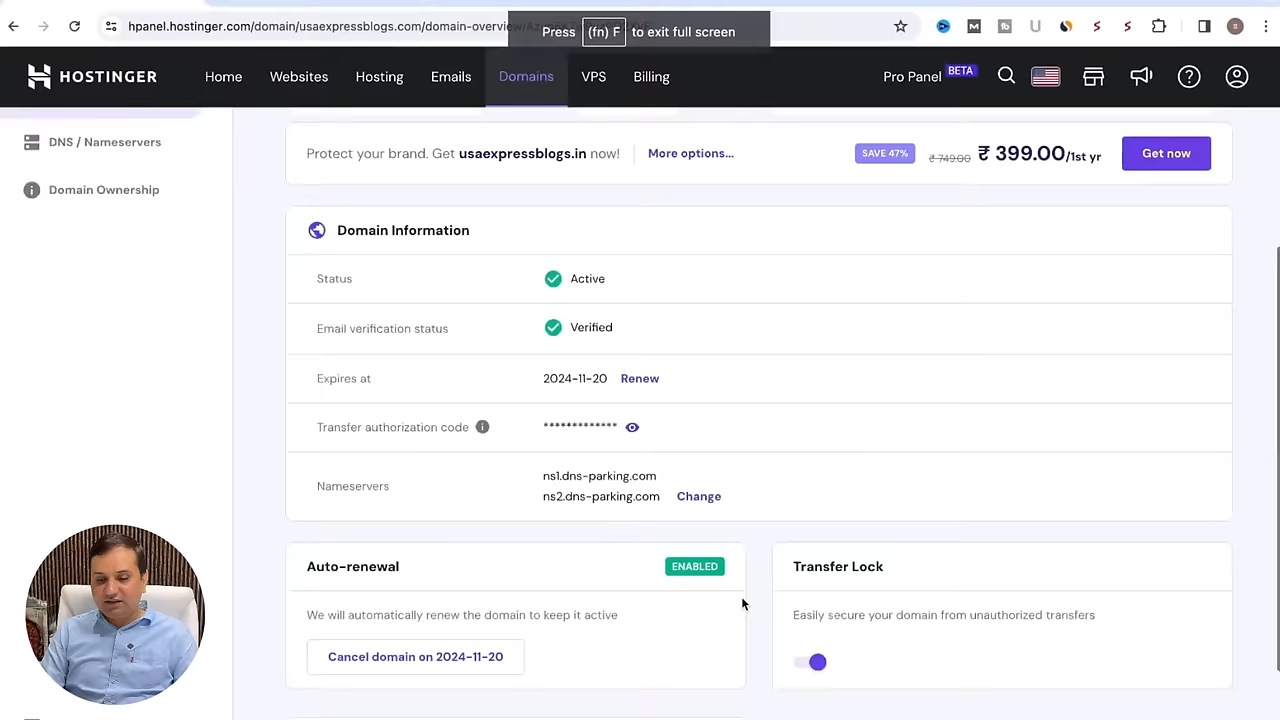 hpanel.hostinger.com/domain/usaexpressblogs.com/domain-overview/
Press (fn) F to exit full screen
HOSTINGER
Home
Websites
Hosting
Emails
Domains
VPS
Billing
Pro Panel BETA
DNS / Nameservers
Domain Ownership
Protect your brand. Get usaexpressblogs.in now!
More options...
SAVE 47%
₹ 749.00
₹ 399.00/1st yr
Get now
Domain Information
Status
Active
Email verification status
Verified
Expires at
2024-11-20
Renew
Transfer authorization code
*************
Nameservers
ns1.dns-parking.com
ns2.dns-parking.com
Change
Auto-renewal
ENABLED
We will automatically renew the domain to keep it active
Cancel domain on 2024-11-20
Transfer Lock
Easily secure your domain from unauthorized transfers